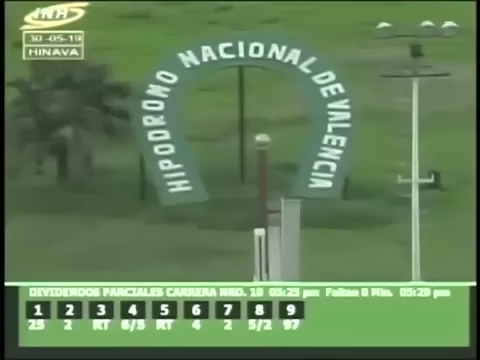 INH
30-05-19
HINAVA
HIPODROMO NACIONAL DE VALENCIA
DIVIDENDOS PARCIALES CARRERA NRO. 10 05:25 pm Faltan 0 Min. 05:29 pm
1 2 3 4 5 6 7 8 9
25 2 RT 6/5 RT 4 2 5/2 97